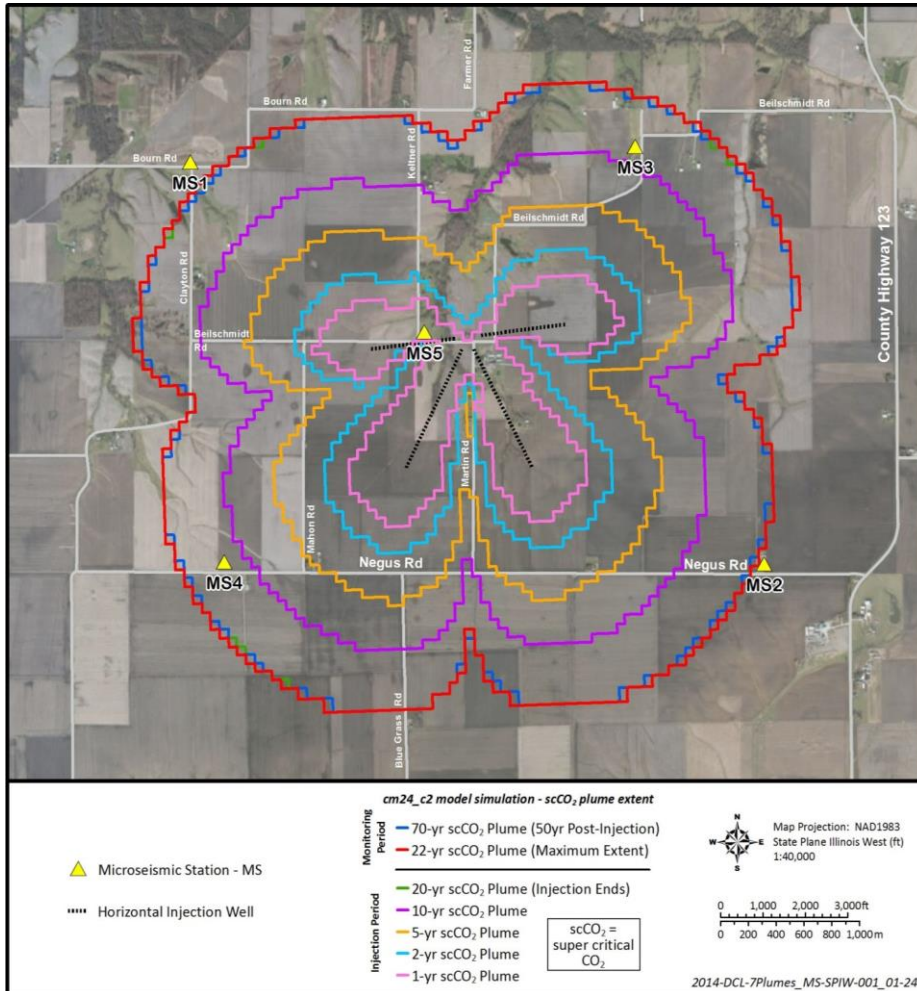 Farmer Rd
Bourn Rd
Beilschmidt Rd
Bourn Rd
Keltner Rd
MS1
MS3
Beilschmidt Rd
County Highway 123
Clayton Rd
Beilschmidt
Rd
MS5
Martin Rd
Mahon Rd
Negus Rd
Negus Rd
MS4
MS2
Blue Grass Rd
cm24_c2 model simulation - scCO₂ plume extent
Monitoring
Period
70-yr scCO₂ Plume (50yr Post-Injection)
22-yr scCO₂ Plume (Maximum Extent)
Microseismic Station - MS
Horizontal Injection Well
Injection Period
20-yr scCO₂ Plume (Injection Ends)
10-yr scCO₂ Plume
5-yr scCO₂ Plume
2-yr scCO₂ Plume
1-yr scCO₂ Plume
scCO₂ =
super critical
CO₂
N
W E
S
Map Projection: NAD1983
State Plane Illinois West (ft)
1:40,000
0 1,000 2,000 3,000ft
0 200 400 600 800 1,000m
2014-DCL-7Plumes_MS-SPIW-001_01-24